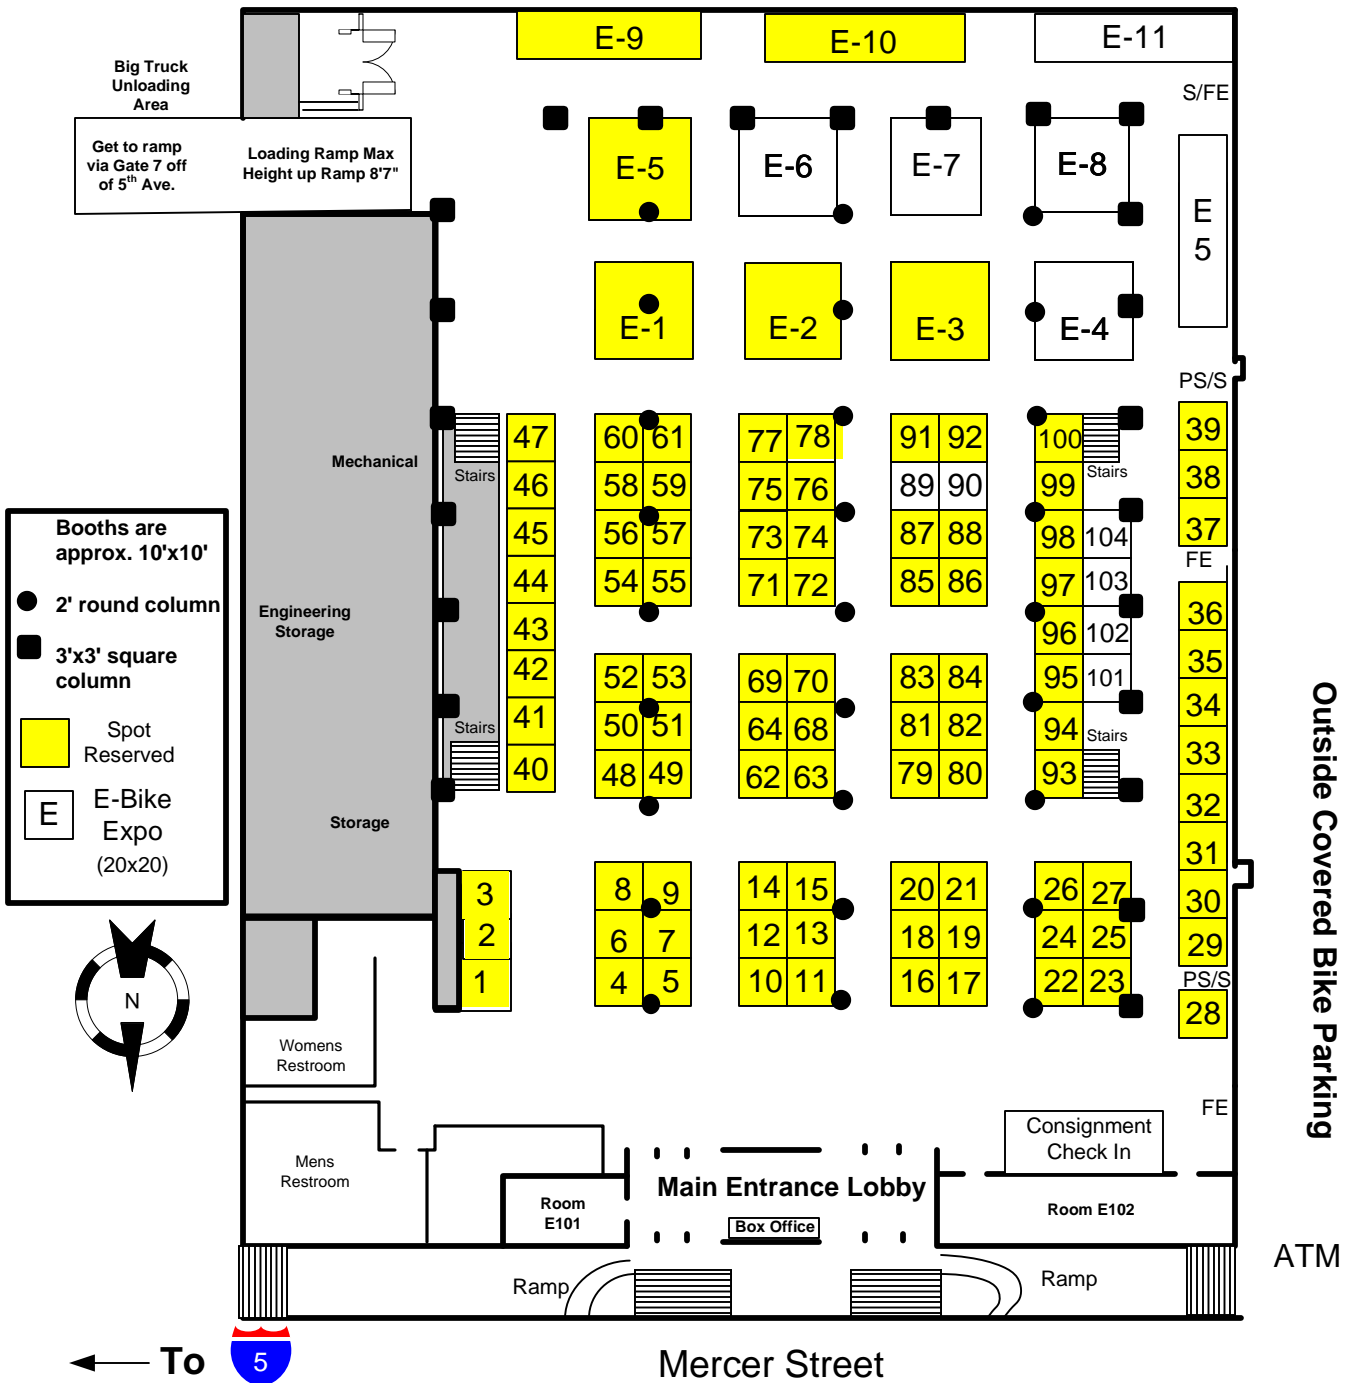 E-9
E-10
E-11
Big Truck
Unloading
Area
S/FE
Get to ramp
via Gate 7 off
of 5th Ave.
Loading Ramp Max
Height up Ramp 8'7"
E-5
E-6
E-7
E-8
E
5
E-1
E-2
E-3
E-4
PS/S
47 60 61 77 78 91 92 100 39
Mechanical
Stairs
Stairs
46 58 59 75 76 89 90 99 38
45 56 57 73 74 87 88 98 104 37
FE
44 54 55 71 72 85 86 97 103 36
43 96 102 35
42 52 53 69 70 83 84 95 101 34
41 50 51 64 68 81 82 94 33
Stairs
Stairs
40 48 49 62 63 79 80 93 32
31
3 8 9 14 15 20 21 26 27 30
2 6 7 12 13 18 19 24 25 29
PS/S
1 4 5 10 11 16 17 22 23 28
Booths are
approx. 10'x10'
2' round column
3'x3' square
column
Spot
Reserved
E
E-Bike
Expo
(20x20)
Engineering
Storage
Storage
N
Outside Covered Bike Parking
Womens
Restroom
FE
Mens
Restroom
Consignment
Check In
Main Entrance Lobby
Room
E101
Box Office
Room E102
ATM
Ramp
Ramp
To
5
Mercer Street